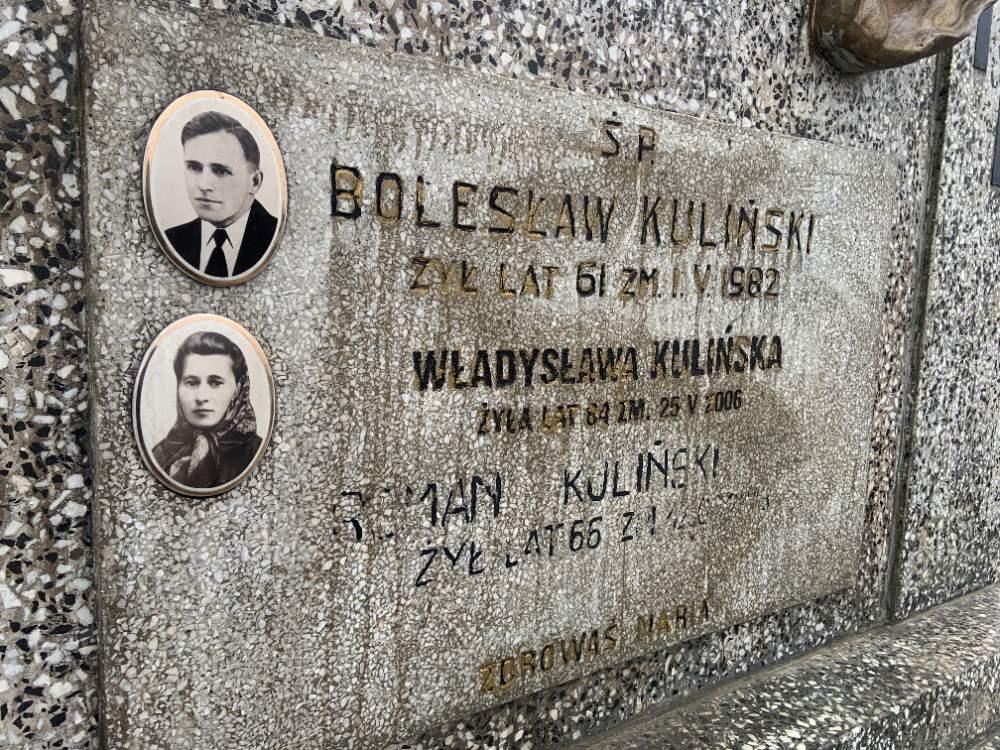 Ś.P.
BOLESŁAW KULIŃSKI
ŻYŁ LAT 61 ZM. I.V. 1982
WŁADYSŁAWA KULIŃSKA
ŻYŁA LAT 84 ZM. 25 V 2006
ROMAN KULIŃSKI
ŻYŁ LAT 66
ZDROWAŚ MARIA